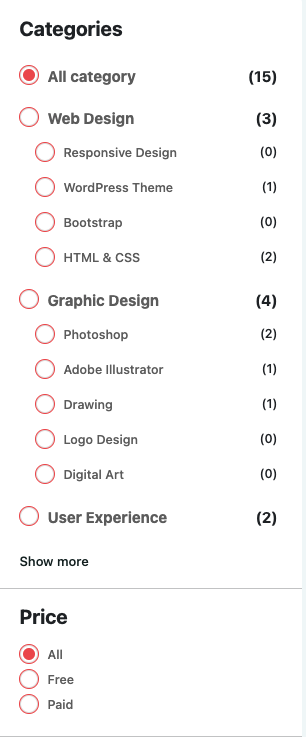 Categories
All category (15)
Web Design (3)
Responsive Design (0)
WordPress Theme (1)
Bootstrap (0)
HTML & CSS (2)
Graphic Design (4)
Photoshop (2)
Adobe Illustrator (1)
Drawing (1)
Logo Design (0)
Digital Art (0)
User Experience (2)
Show more
Price
All
Free
Paid